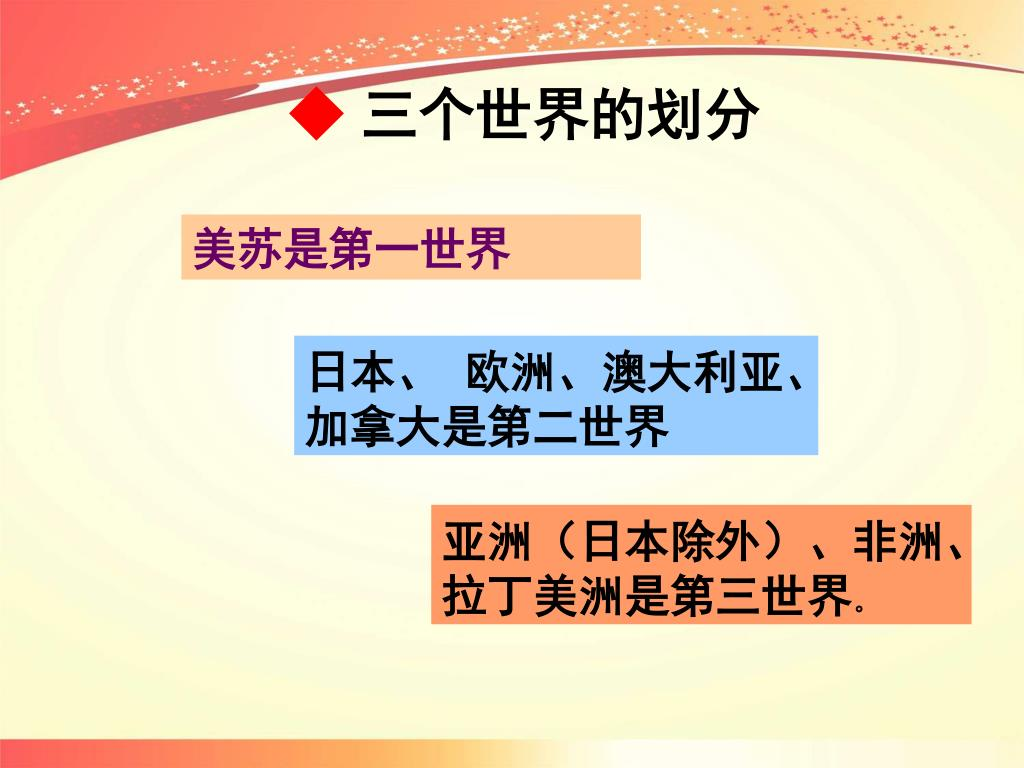 ◆ 三个世界的划分
美苏是第一世界
日本、 欧洲、澳大利亚、
加拿大是第二世界
亚洲（日本除外）、非洲、
拉丁美洲是第三世界。